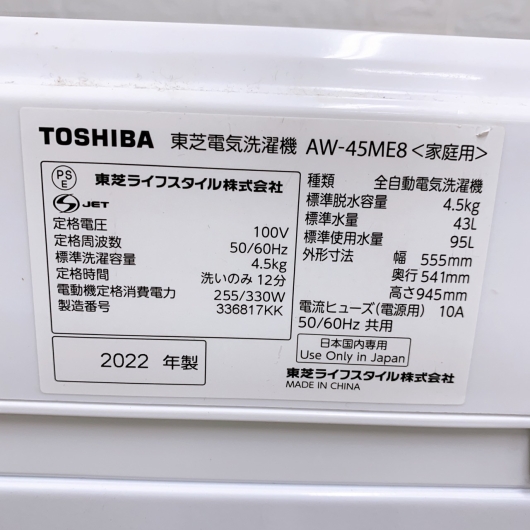 TOSHIBA 東芝電気洗濯機 AW-45ME8<家庭用>
PS
E
東芝ライフスタイル株式会社
S JET
定格電圧 100V
定格周波数 50/60Hz
標準洗濯容量 4.5kg
定格時間 洗いのみ 12分
電動機定格消費電力 255/330W
製造番号 336817KK
2022 年製
種類 全自動電気洗濯機
標準脱水容量 4.5kg
標準水量 43L
標準使用水量 95L
外形寸法 幅 555mm
奥行 541mm
高さ 945mm
電流ヒューズ(電源用) 10A
50/60Hz 共用
日本国内専用
Use Only in Japan
東芝ライフスタイル株式会社
MADE IN CHINA